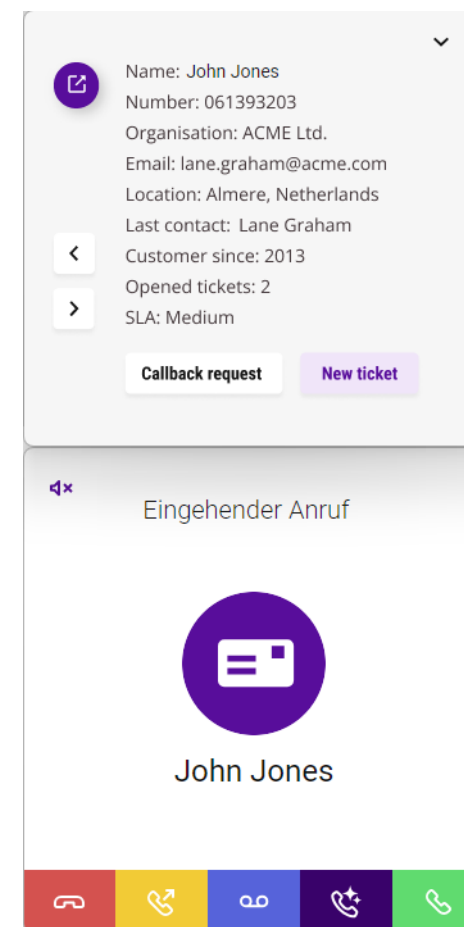 Name: John Jones
Number: 061393203
Organisation: ACME Ltd.
Email: lane.graham@acme.com
Location: Almere, Netherlands
Last contact: Lane Graham
Customer since: 2013
Opened tickets: 2
SLA: Medium
Callback request New ticket
Eingehender Anruf
John Jones